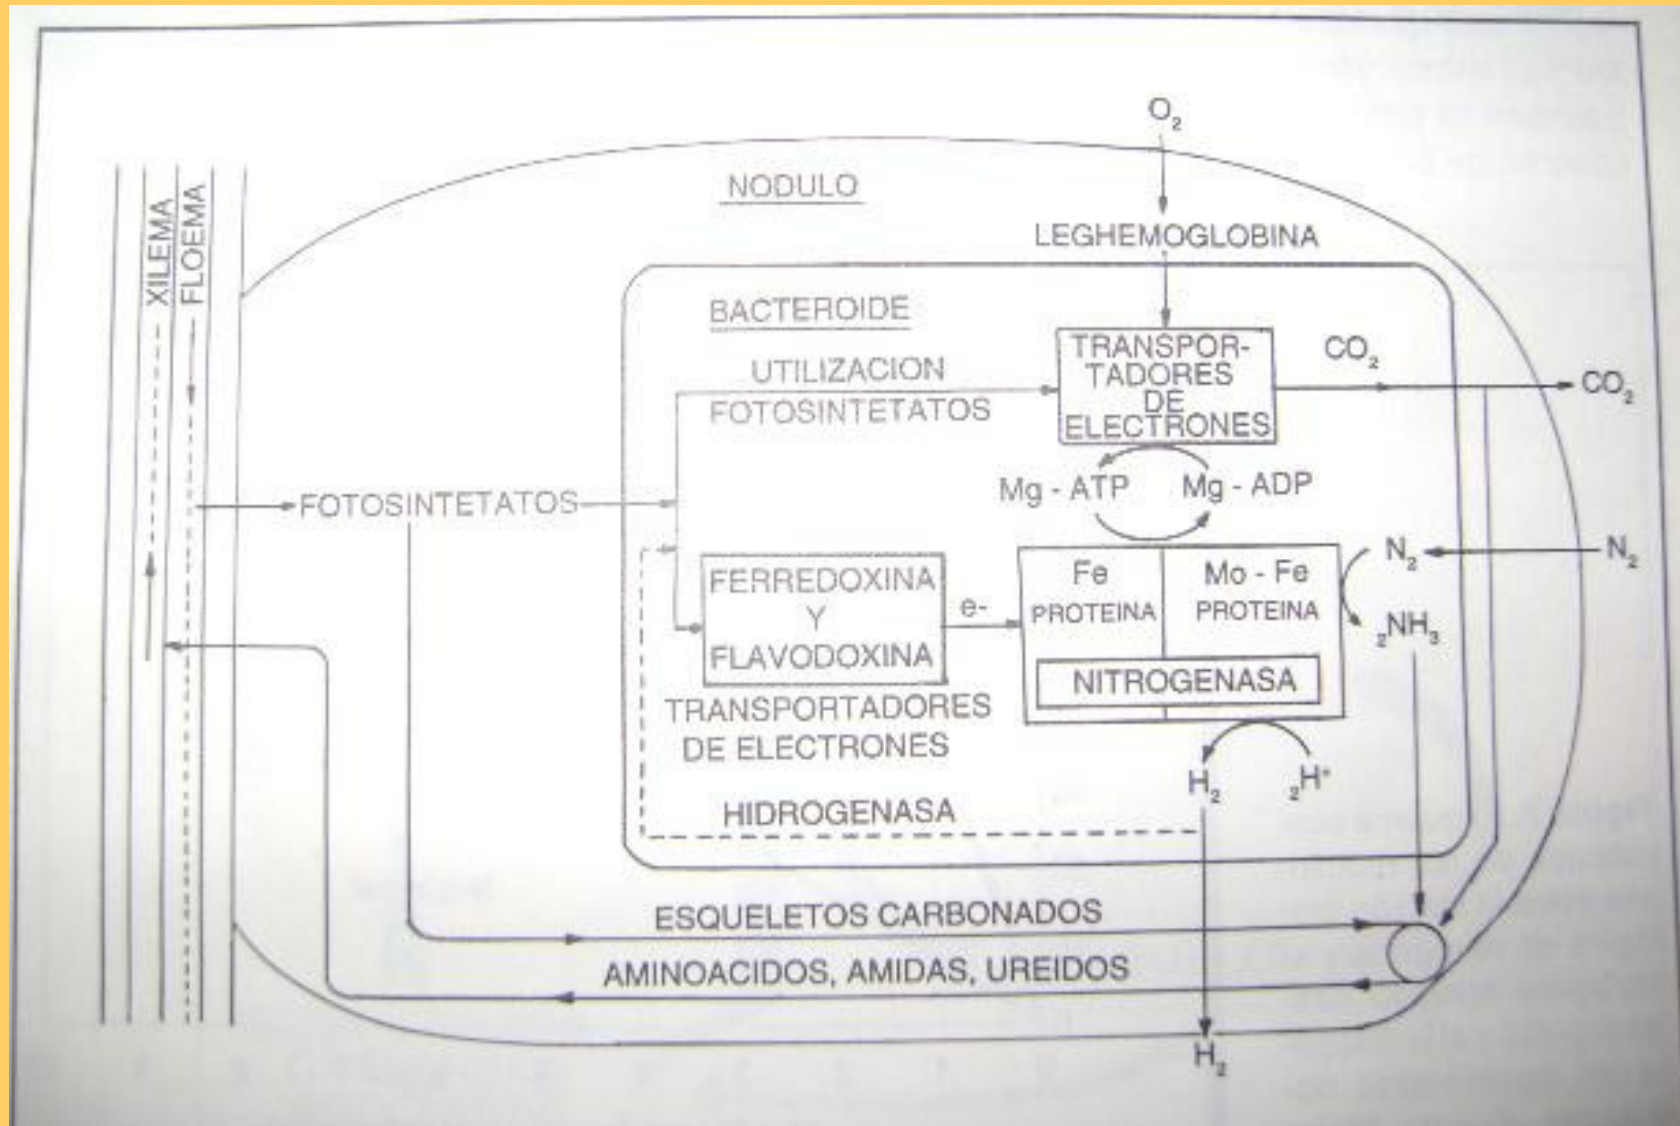 O₂
NODULO
XILEMA
FLOEMA
LEGHEMOGLOBINA
BACTEROIDE
TRANSPOR-
TADORES
DE
ELECTRONES
CO₂
CO₂
UTILIZACION
FOTOSINTETATOS
Mg - ATP
Mg - ADP
FOTOSINTETATOS
N₂
N₂
FERREDOXINA
Y
FLAVODOXINA
e-
Fe
PROTEINA
Mo - Fe
PROTEINA
₂NH₃
NITROGENASA
TRANSPORTADORES
DE ELECTRONES
H₂
₂H⁺
HIDROGENASA
ESQUELETOS CARBONADOS
AMINOACIDOS, AMIDAS, UREIDOS
H₂